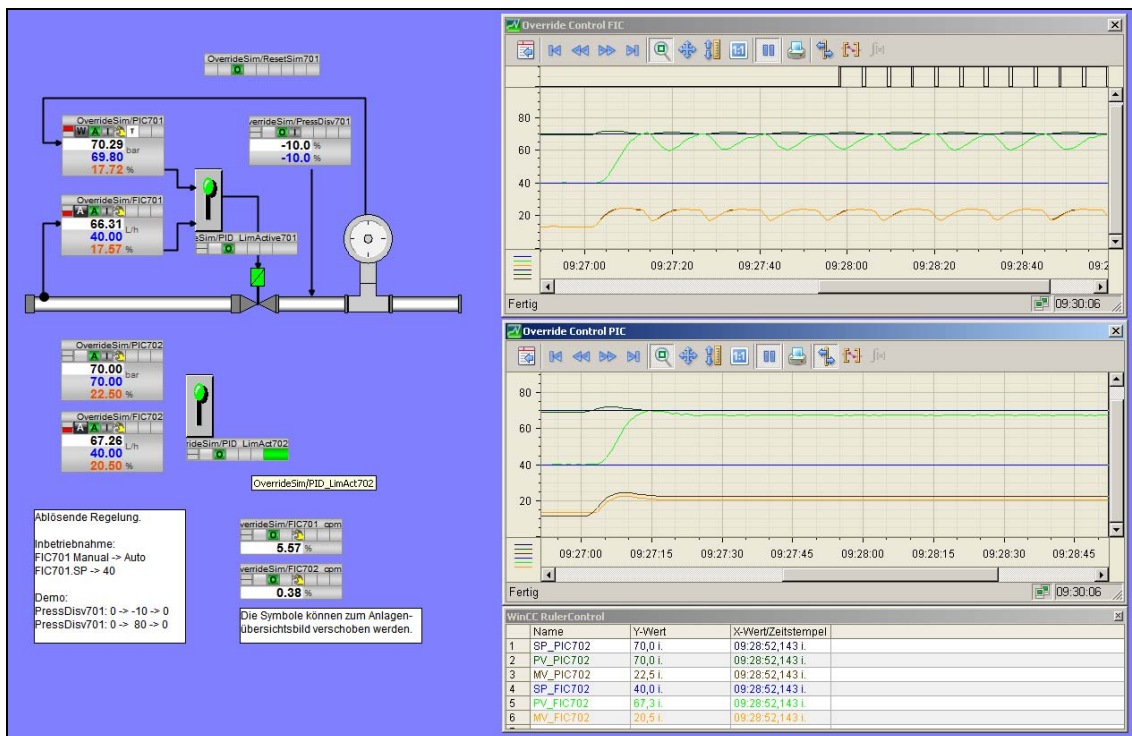 OverrideSim/ResetSim701
O
OverrideSim/PIC701
W A I T
70.29 bar
69.80
17.72 %
verrideSim/PressDisv701
O I
-10.0 %
-10.0 %
OverrideSim/FIC701
A A I
66.31 L/h
40.00
17.57 %
eSim/PID_LimActive701
O
OverrideSim/PIC702
A I
70.00 bar
70.00
22.50 %
OverrideSim/FIC702
A A I
67.26 L/h
40.00
20.50 %
rideSim/PID_LimAct702
O
OverrideSim/PID_LimAct702
Ablösende Regelung.
Inbetriebnahme:
FIC701 Manual -> Auto
FIC701.SP -> 40
Demo:
PressDisv701: 0 -> -10 -> 0
PressDisv701: 0 -> 80 -> 0
verrideSim/FIC701_cpm
O
5.57 %
verrideSim/FIC702_cpm
O
0.38 %
Die Symbole können zum Anlagen-
übersichtsbild verschoben werden.
Override Control FIC
1:1
80
60
40
20
09:27:00 09:27:20 09:27:40 09:28:00 09:28:20 09:28:40 09:2
Fertig 09:30:06
Override Control PIC
1:1
80
60
40
20
09:27:00 09:27:15 09:27:30 09:27:45 09:28:00 09:28:15 09:28:30 09:28:45
Fertig 09:30:06
WinCC RulerControl
Name Y-Wert X-Wert/Zeitstempel
1 SP_PIC702 70,0 i. 09:28:52,143 i.
2 PV_PIC702 70,0 i. 09:28:52,143 i.
3 MV_PIC702 22,5 i. 09:28:52,143 i.
4 SP_FIC702 40,0 i. 09:28:52,143 i.
5 PV_FIC702 67,3 i. 09:28:52,143 i.
6 MV_FIC702 20,5 i. 09:28:52,143 i.